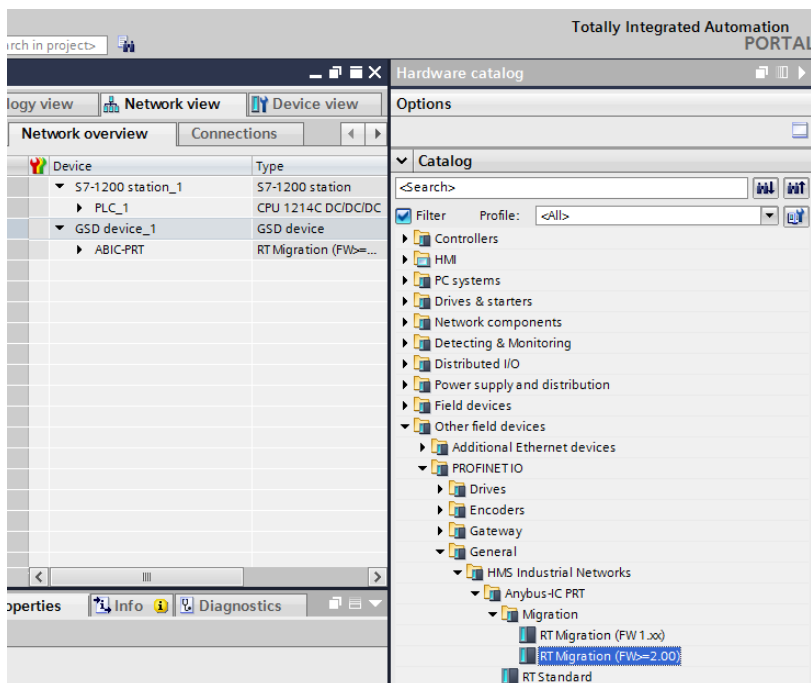 Totally Integrated Automation
PORTAL
rch in project>
Hardware catalog
logy view
Network view
Device view
Options
Network overview
Connections
Device
Type
S7-1200 station_1
S7-1200 station
PLC_1
CPU 1214C DC/DC/DC
GSD device_1
GSD device
ABIC-PRT
RT Migration (FW>=...
Catalog
<Search>
Filter
Profile:
<All>
Controllers
HMI
PC systems
Drives & starters
Network components
Detecting & Monitoring
Distributed I/O
Power supply and distribution
Field devices
Other field devices
Additional Ethernet devices
PROFINET IO
Drives
Encoders
Gateway
General
HMS Industrial Networks
Anybus-IC PRT
Migration
RT Migration (FW 1.xx)
RT Migration (FW>=2.00)
RT Standard
operties
Info
Diagnostics